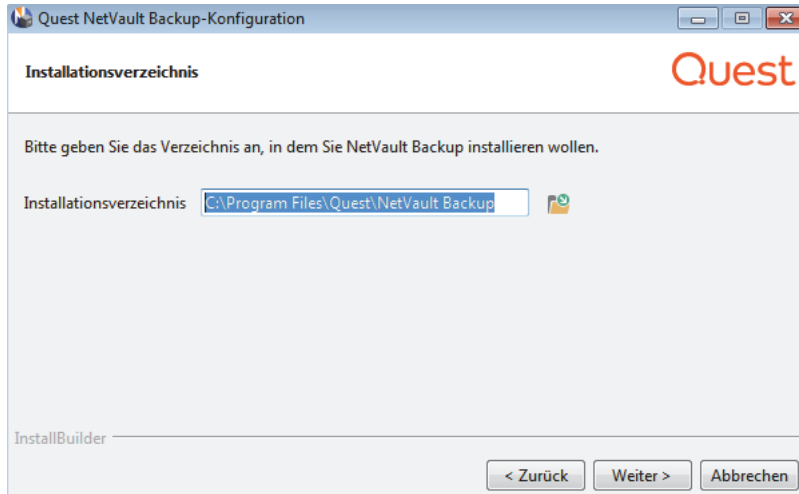 Quest NetVault Backup-Konfiguration
Installationsverzeichnis
Quest
Bitte geben Sie das Verzeichnis an, in dem Sie NetVault Backup installieren wollen.
Installationsverzeichnis C:\Program Files\Quest\NetVault Backup
InstallBuilder
< Zurück Weiter > Abbrechen